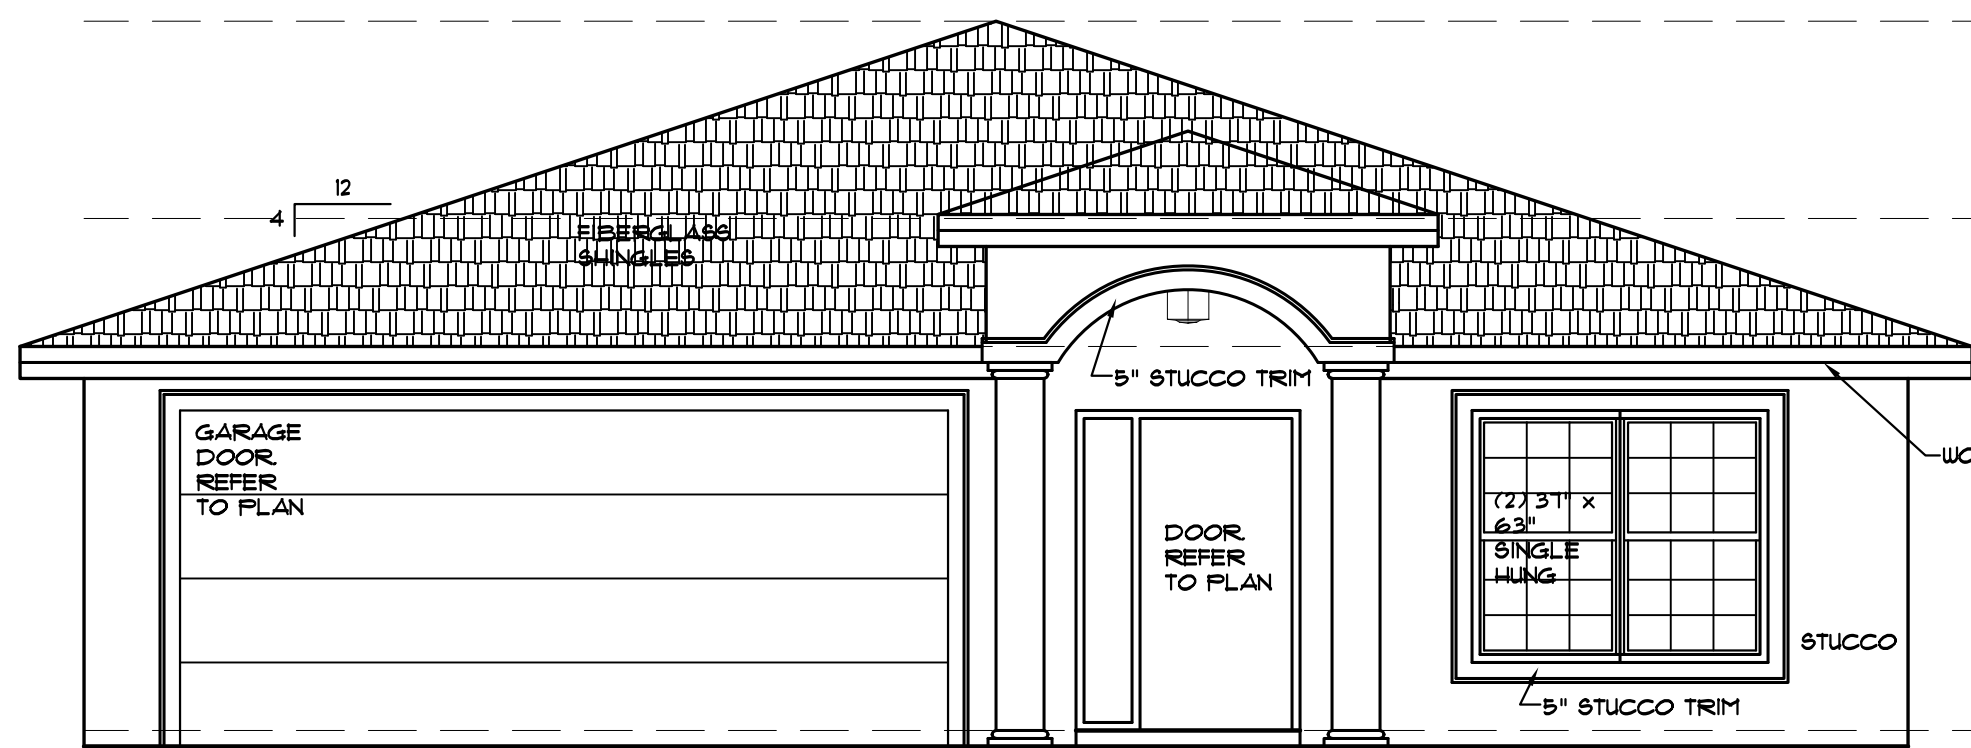 12
4
FIBERGLASS
SHINGLES
5" STUCCO TRIM
GARAGE
DOOR.
REFER
TO PLAN
DOOR.
REFER
TO PLAN
(2) 37" x
63"
SINGLE
HUNG
WO
STUCCO
5" STUCCO TRIM